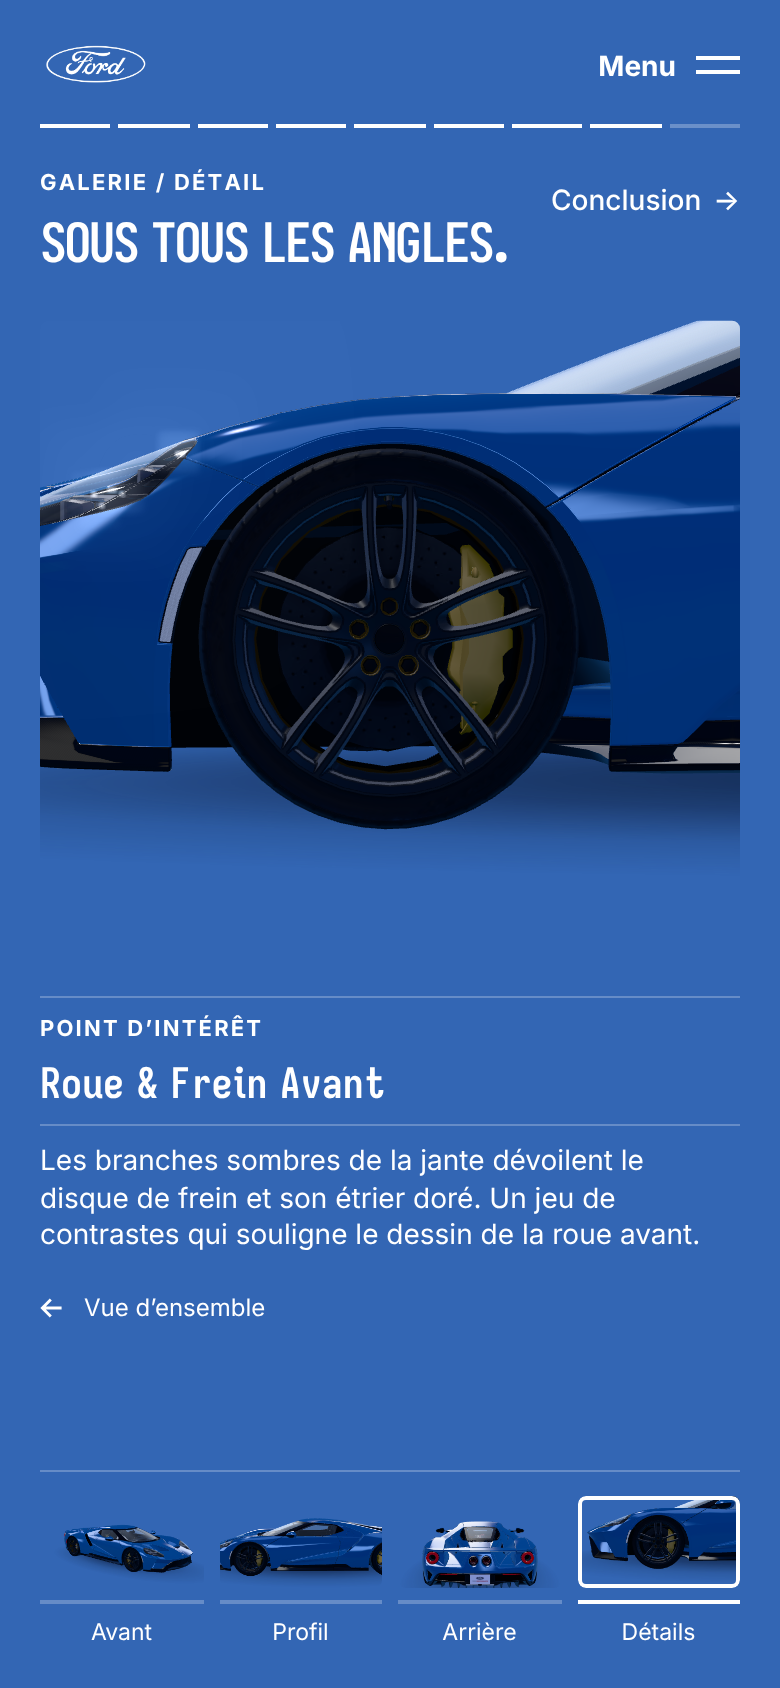 Ford
Menu
GALERIE / DÉTAIL
Conclusion →
SOUS TOUS LES ANGLES.
POINT D’INTÉRÊT
Roue & Frein Avant
Les branches sombres de la jante dévoilent le
disque de frein et son étrier doré. Un jeu de
contrastes qui souligne le dessin de la roue avant.
← Vue d’ensemble
Avant
Profil
Arrière
Détails